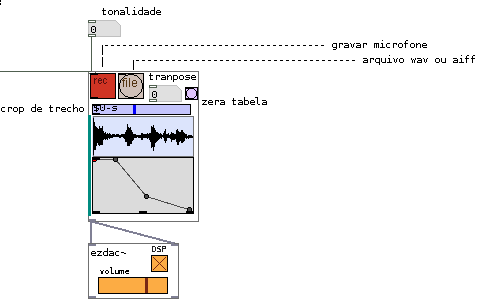 tonalidade
0
gravar microfone
arquivo wav ou aiff
rec
file
tranpose
0
crop de trecho
$0-s
zera tabela
ezdac~
DSP
volume